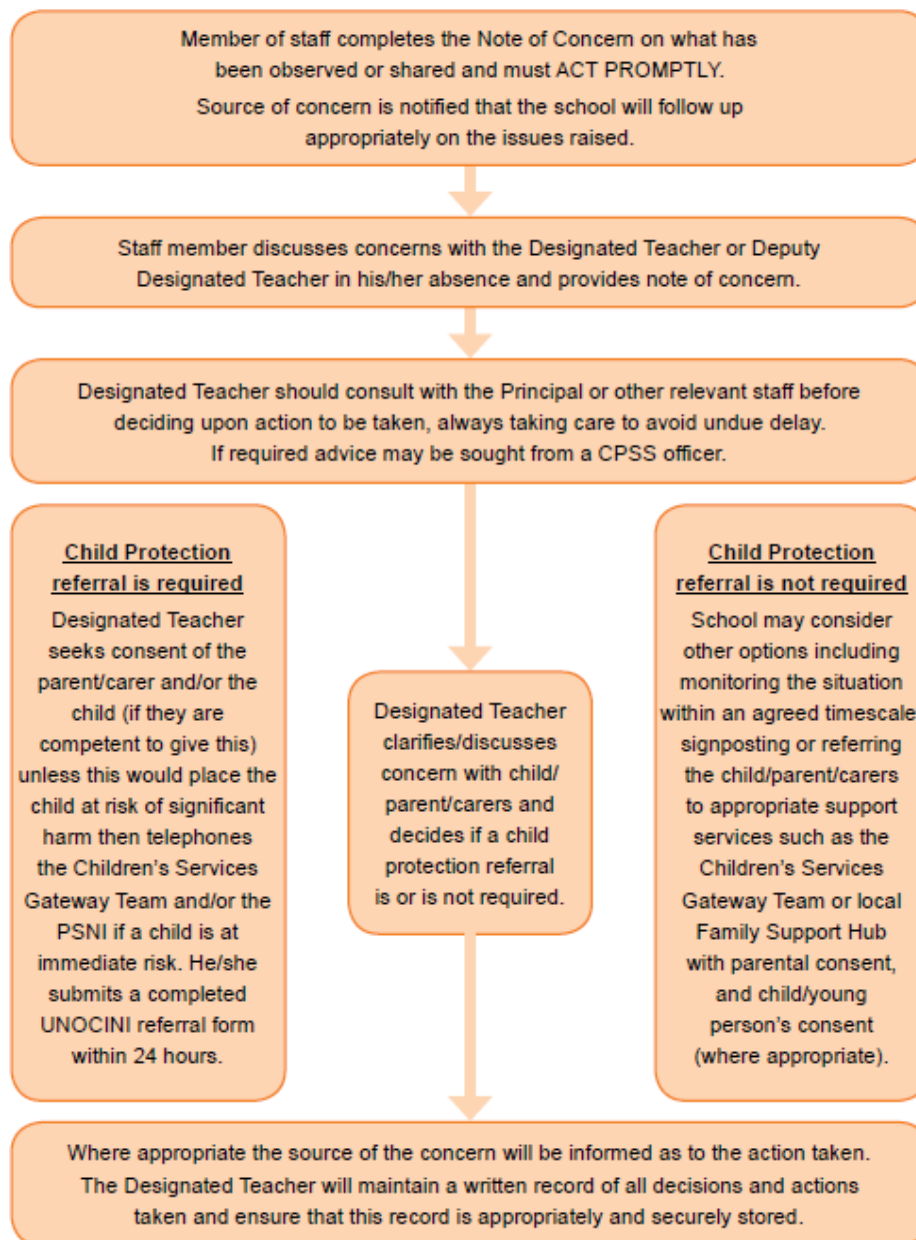 Member of staff completes the Note of Concern on what has
been observed or shared and must ACT PROMPTLY.
Source of concern is notified that the school will follow up
appropriately on the issues raised.
Staff member discusses concerns with the Designated Teacher or Deputy
Designated Teacher in his/her absence and provides note of concern.
Designated Teacher should consult with the Principal or other relevant staff before
deciding upon action to be taken, always taking care to avoid undue delay.
If required advice may be sought from a CPSS officer.
Child Protection
referral is required
Designated Teacher
seeks consent of the
parent/carer and/or the
child (if they are
competent to give this)
unless this would place the
child at risk of significant
harm then telephones
the Children's Services
Gateway Team and/or the
PSNI if a child is at
immediate risk. He/she
submits a completed
UNOCINI referral form
within 24 hours.
Designated Teacher
clarifies/discusses
concern with child/
parent/carers and
decides if a child
protection referral
is or is not required.
Child Protection
referral is not required
School may consider
other options including
monitoring the situation
within an agreed timescale
signposting or referring
the child/parent/carers
to appropriate support
services such as the
Children's Services
Gateway Team or local
Family Support Hub
with parental consent,
and child/young
person's consent
(where appropriate).
Where appropriate the source of the concern will be informed as to the action taken.
The Designated Teacher will maintain a written record of all decisions and actions
taken and ensure that this record is appropriately and securely stored.